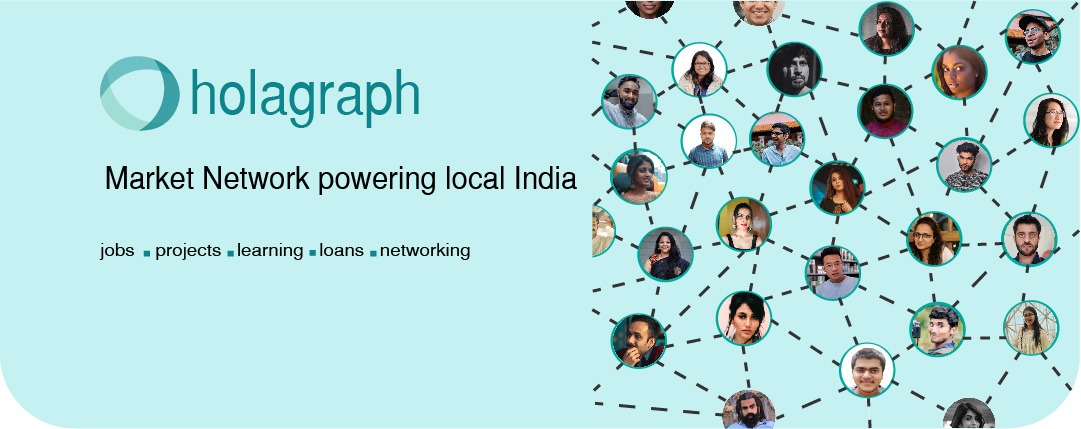 holagraph
Market Network powering local India
jobs ▪ projects ▪ learning ▪ loans ▪ networking